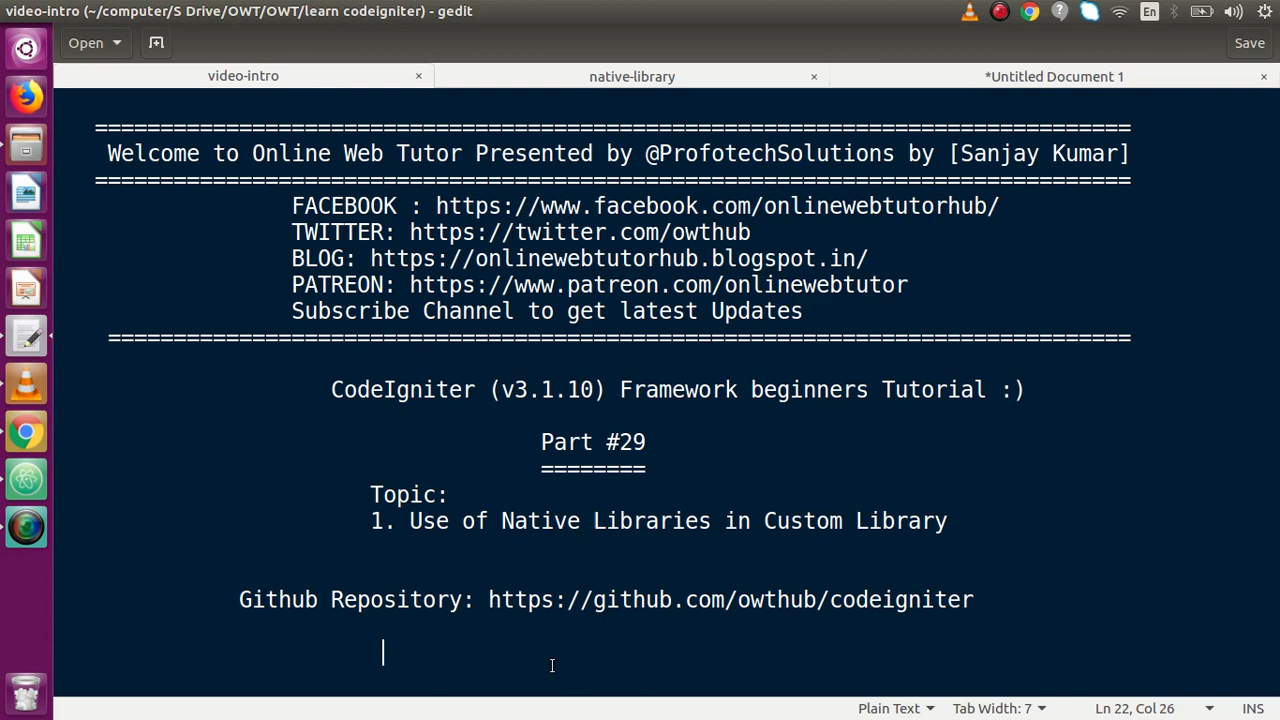 video-intro (~/computer/S Drive/OWT/OWT/learn codeigniter) - gedit
En
Open
Save
video-intro × native-library × *Untitled Document 1 ×
===============================================================================
Welcome to Online Web Tutor Presented by @ProfotechSolutions by [Sanjay Kumar]
===============================================================================
FACEBOOK : https://www.facebook.com/onlinewebtutorhub/
TWITTER: https://twitter.com/owthub
BLOG: https://onlinewebtutorhub.blogspot.in/
PATREON: https://www.patreon.com/onlinewebtutor
Subscribe Channel to get latest Updates
==============================================================================
CodeIgniter (v3.1.10) Framework beginners Tutorial :)
Part #29
========
Topic:
1. Use of Native Libraries in Custom Library
Github Repository: https://github.com/owthub/codeigniter
Plain Text Tab Width: 7 Ln 22, Col 26 INS